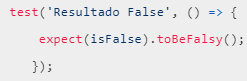 test('Resultado False', () => {
expect(isFalse).toBeFalsy();
});